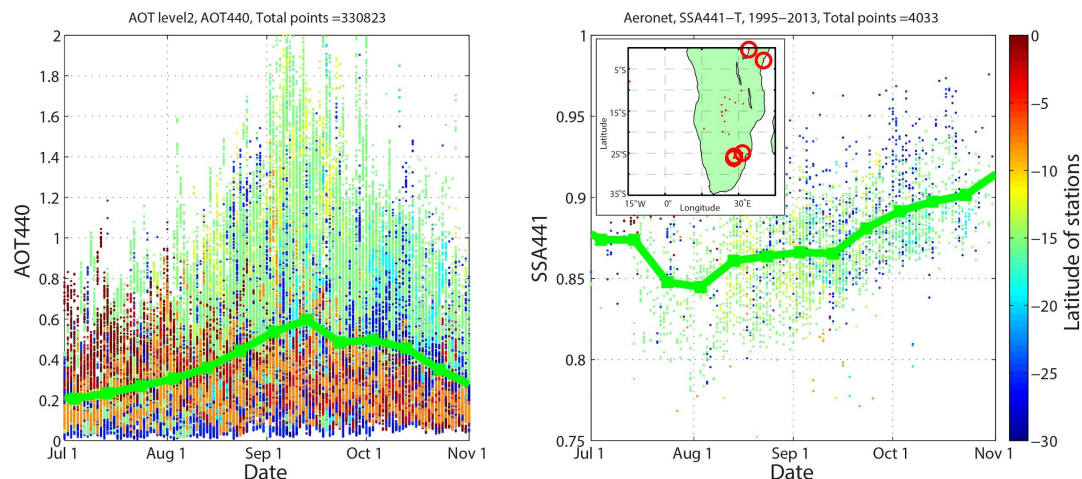 AOT level2, AOT440, Total points =330823
AOT440
2
1.8
1.6
1.4
1.2
1
0.8
0.6
0.4
0.2
0
Jul 1 Aug 1 Sep 1 Oct 1 Nov 1
Date
Aeronet, SSA441−T, 1995−2013, Total points =4033
SSA441
1
0.95
0.9
0.85
0.8
0.75
Jul 1 Aug 1 Sep 1 Oct 1 Nov 1
Date
Latitude
5°S
15°S
25°S
35°S
15°W 0° 30°E
Longitude
0
−5
−10
−15
−20
−25
−30
Latitude of stations